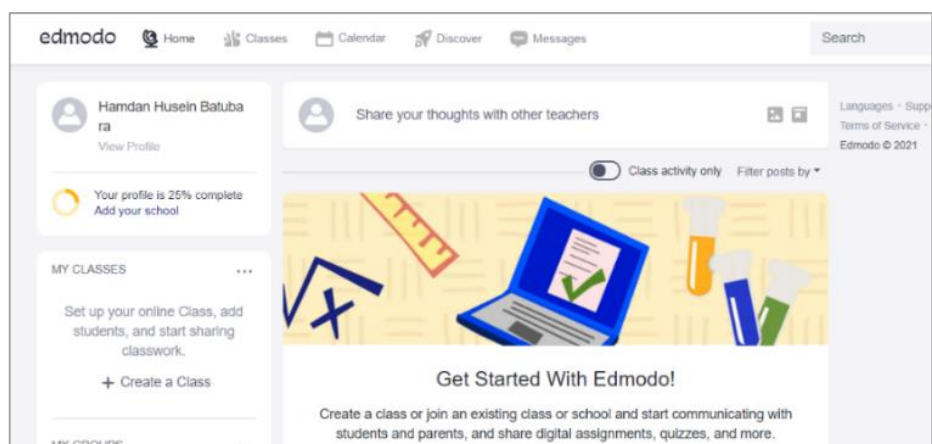 edmodo Home Classes Calendar Discover Messages Search
Hamdan Husein Batuba
ra
View Profile
Your profile is 25% complete
Add your school
MY CLASSES
Set up your online Class, add
students, and start sharing
classwork.
+ Create a Class
MY GROUPS
Share your thoughts with other teachers
Class activity only Filter posts by
Get Started With Edmodo!
Create a class or join an existing class or school and start communicating with
students and parents, and share digital assignments, quizzes, and more.
Languages · Supp
Terms of Service ·
Edmodo © 2021